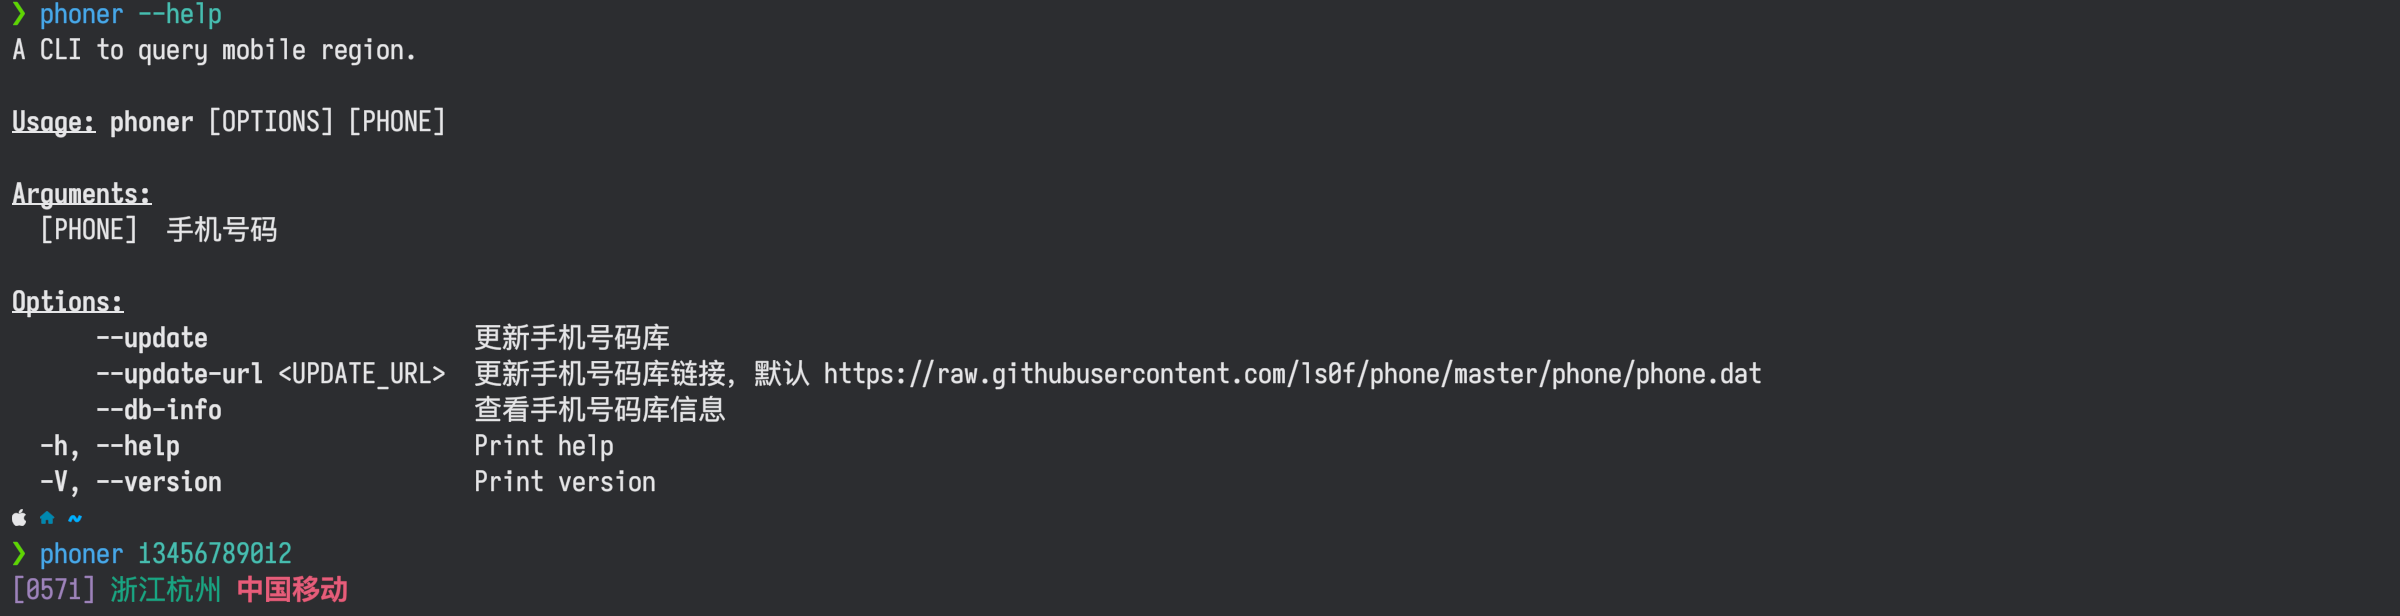 ❯ phoner --help
A CLI to query mobile region.
Usage: phoner [OPTIONS] [PHONE]
Arguments:
  [PHONE]  手机号码
Options:
      --update                   更新手机号码库
      --update-url <UPDATE_URL>  更新手机号码库链接，默认 https://raw.githubusercontent.com/ls0f/phone/master/phone/phone.dat
      --db-info                  查看手机号码库信息
  -h, --help                     Print help
  -V, --version                  Print version
~
❯ phoner 13456789012
[0571] 浙江杭州 中国移动